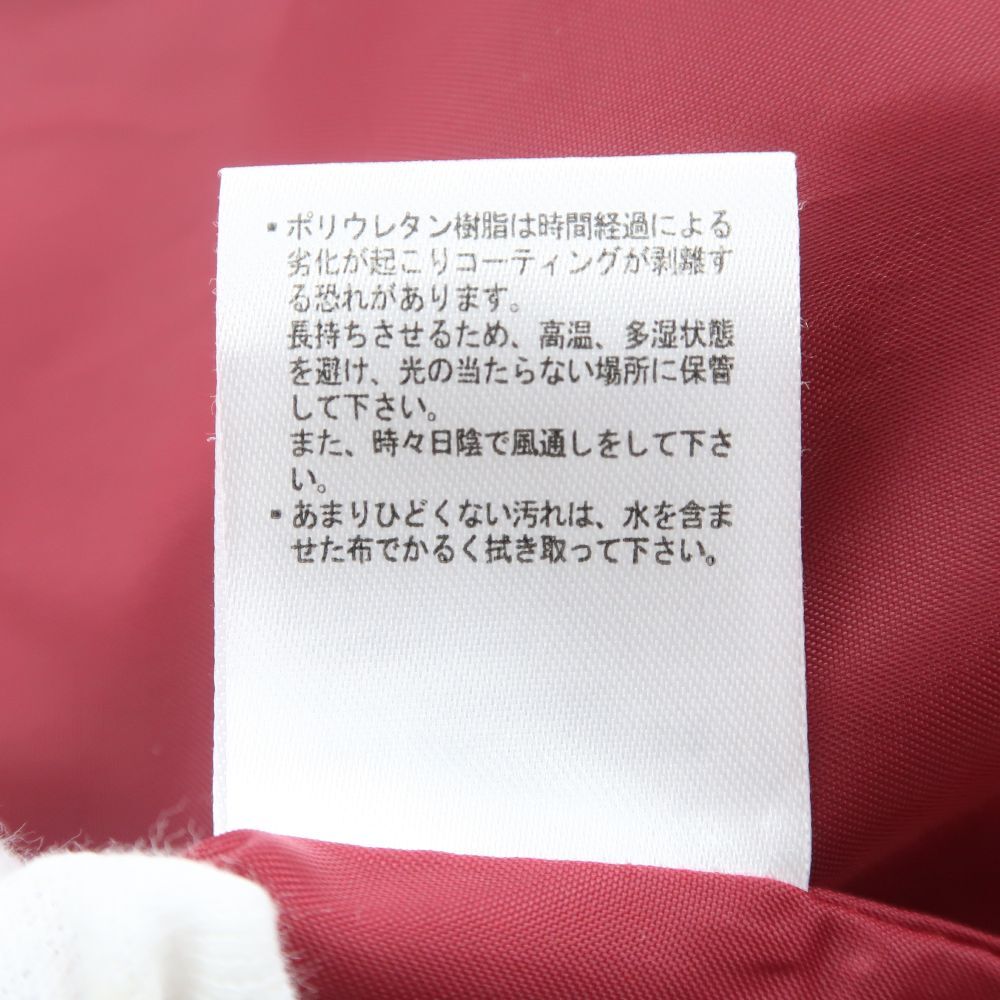 ▪ポリウレタン樹脂は時間経過による
劣化が起こりコーティングが剥離す
る恐れがあります。
長持ちさせるため、高温、多湿状態
を避け、光の当たらない場所に保管
して下さい。
また、時々日陰で風通しをして下さ
い。
▪あまりひどくない汚れは、水を含ま
せた布でかるく拭き取って下さい。